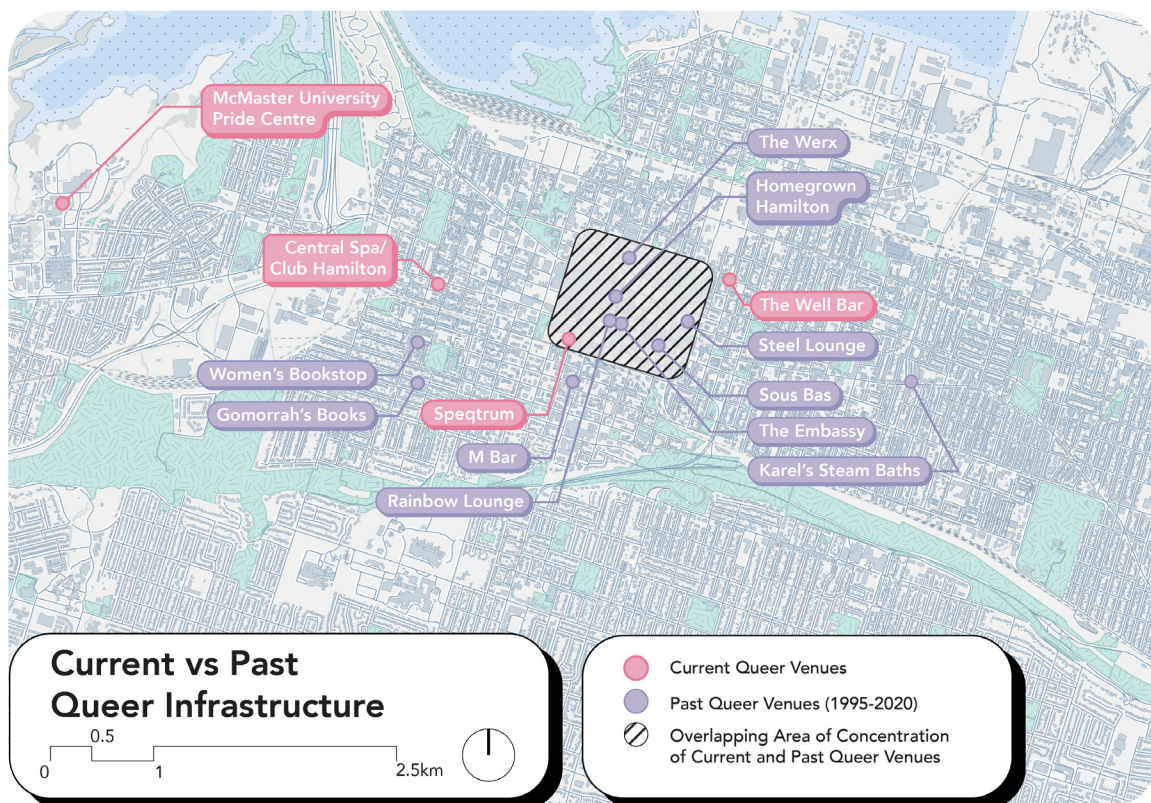 McMaster University
Pride Centre
The Werx
Homegrown
Hamilton
Central Spa/
Club Hamilton
The Well Bar
Steel Lounge
Women's Bookstop
Sous Bas
Gomorrah's Books
Speqtrum
The Embassy
M Bar
Karel's Steam Baths
Rainbow Lounge
Current vs Past
Queer Infrastructure
0.5
0
1
2.5km
Current Queer Venues
Past Queer Venues (1995-2020)
Overlapping Area of Concentration
of Current and Past Queer Venues